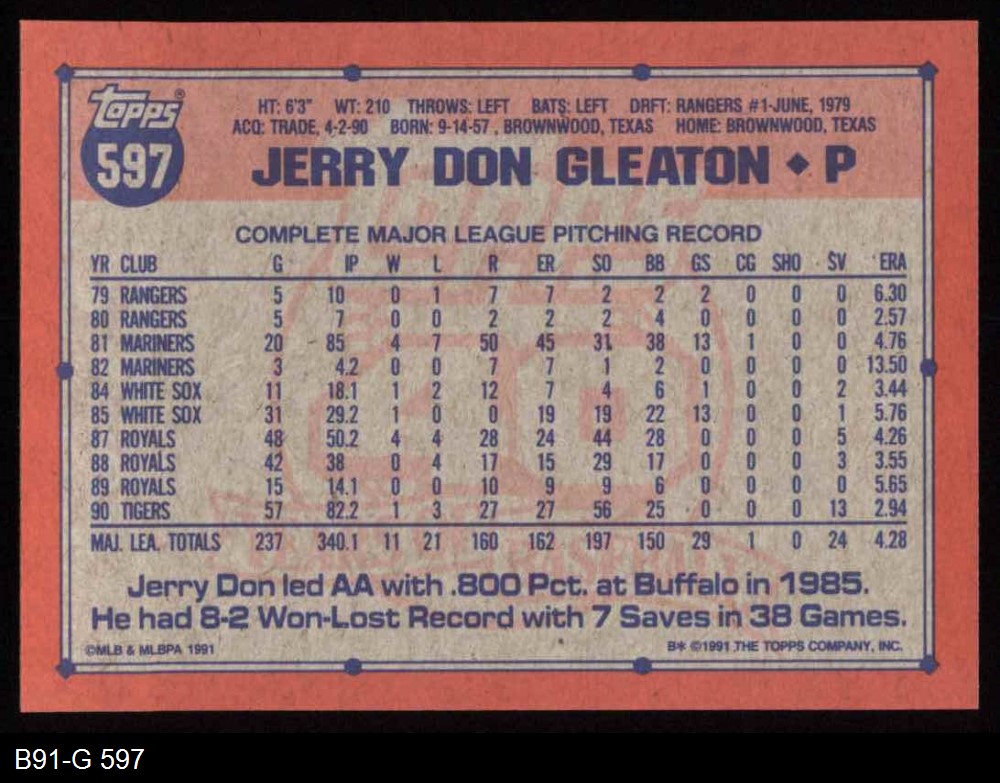 topps®
597
HT: 6'3" WT: 210 THROWS: LEFT BATS: LEFT DRFT: RANGERS #1-JUNE, 1979
ACQ: TRADE, 4-2-90 BORN: 9-14-57, BROWNWOOD, TEXAS HOME: BROWNWOOD, TEXAS
JERRY DON GLEATON ◆ P
COMPLETE MAJOR LEAGUE PITCHING RECORD
YR CLUB G IP W L R ER SO BB GS CG SHO SV ERA
79 RANGERS 5 10 0 1 7 7 2 2 2 0 0 0 6.30
80 RANGERS 5 7 0 0 2 2 2 4 0 0 0 0 2.57
81 MARINERS 20 85 4 7 50 45 31 38 13 1 0 0 4.76
82 MARINERS 3 4.2 0 0 7 7 1 2 0 0 0 0 13.50
84 WHITE SOX 11 18.1 1 2 12 7 4 6 1 0 0 2 3.44
85 WHITE SOX 31 29.2 1 0 0 19 19 22 13 0 0 1 5.76
87 ROYALS 48 50.2 4 4 28 24 44 28 0 0 0 5 4.26
88 ROYALS 42 38 0 4 17 15 29 17 0 0 0 3 3.55
89 ROYALS 15 14.1 0 0 10 9 9 6 0 0 0 0 5.65
90 TIGERS 57 82.2 1 3 27 27 56 25 0 0 0 13 2.94
MAJ. LEA. TOTALS 237 340.1 11 21 160 162 197 150 29 1 0 24 4.28
Jerry Don led AA with .800 Pct. at Buffalo in 1985.
He had 8-2 Won-Lost Record with 7 Saves in 38 Games.
©MLB & MLBPA 1991 B* ©1991 THE TOPPS COMPANY, INC.
B91-G 597